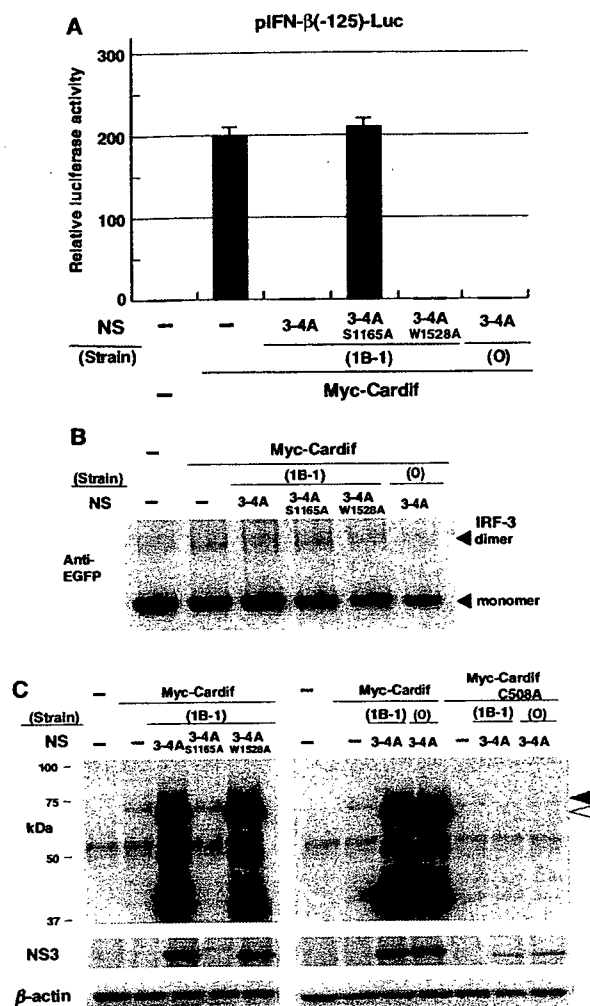 A
pIFN-β(-125)-Luc
Relative luciferase activity
300
200
100
0
NS – – 3-4A 3-4A S1165A 3-4A W1528A 3-4A
(Strain) (1B-1) (O)
– Myc-Cardif
B
– Myc-Cardif
(Strain) (1B-1) (O)
NS – – 3-4A 3-4A S1165A 3-4A W1528A 3-4A
Anti-EGFP
IRF-3
dimer
monomer
C
– Myc-Cardif – Myc-Cardif Myc-Cardif C508A
(Strain) (1B-1) (1B-1) (O) (1B-1) (O)
NS – – 3-4A 3-4A S1165A 3-4A W1528A – – 3-4A 3-4A – 3-4A 3-4A
100 –
75 –
kDa
50 –
37 –
NS3
β-actin